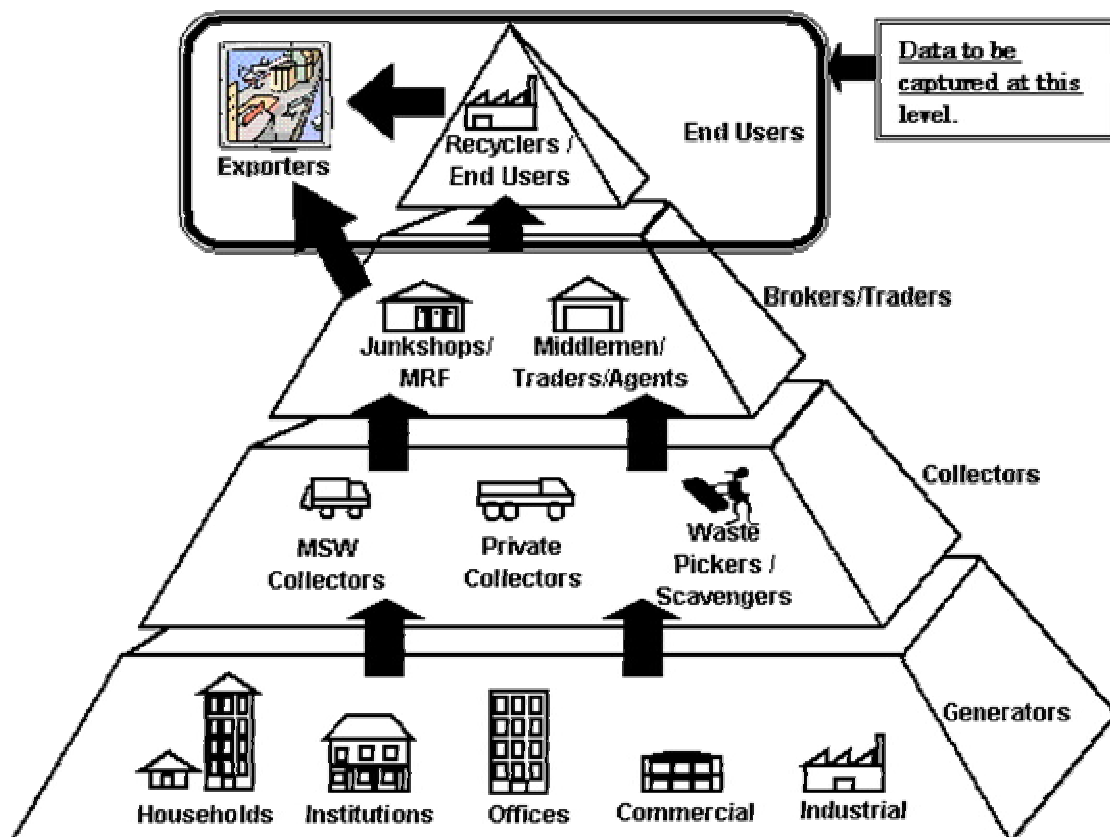 Data to be
captured at this
level.
End Users
Exporters
Recyclers /
End Users
Brokers/Traders
Junkshops/
MRF
Middlemen/
Traders/Agents
Collectors
MSW
Collectors
Private
Collectors
Waste
Pickers /
Scavengers
Generators
Households
Institutions
Offices
Commercial
Industrial